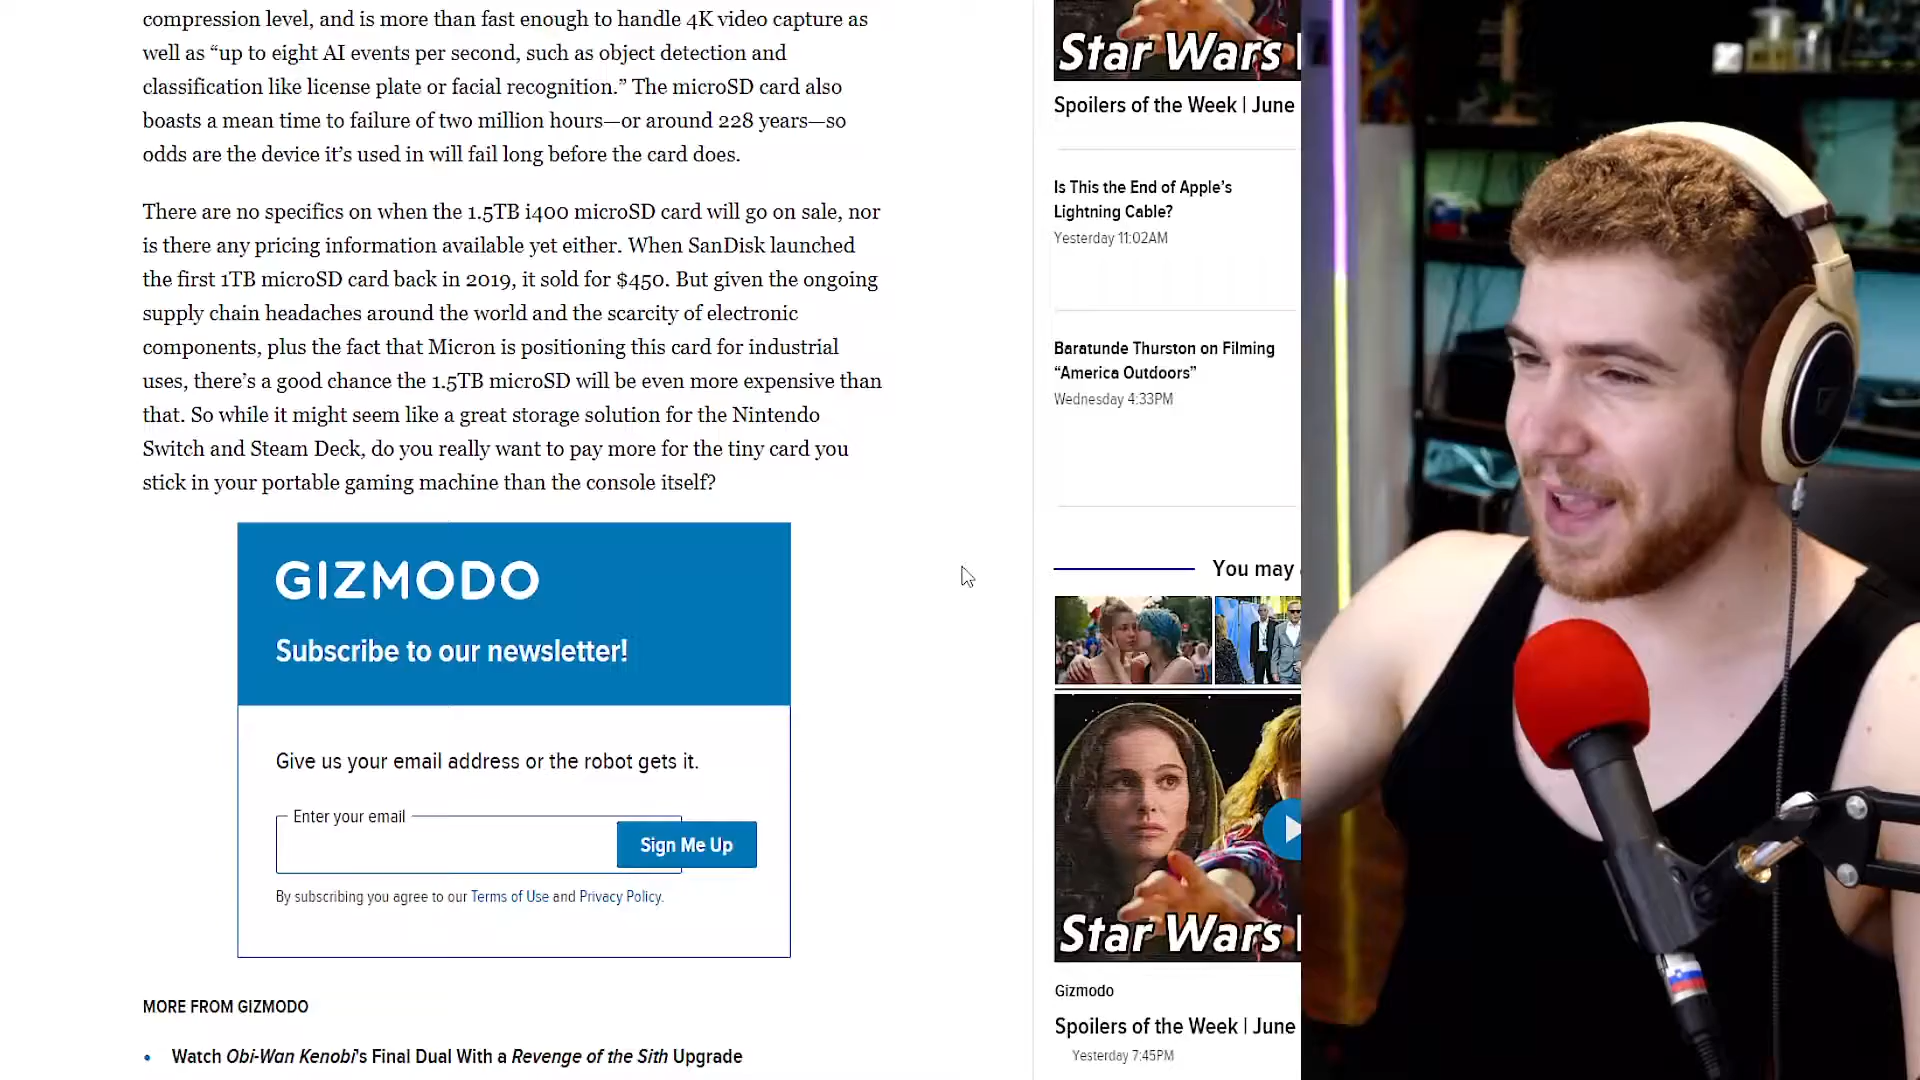 compression level, and is more than fast enough to handle 4K video capture as
well as “up to eight AI events per second, such as object detection and
classification like license plate or facial recognition.” The microSD card also
boasts a mean time to failure of two million hours—or around 228 years—so
odds are the device it’s used in will fail long before the card does.
There are no specifics on when the 1.5TB i400 microSD card will go on sale, nor
is there any pricing information available yet either. When SanDisk launched
the first 1TB microSD card back in 2019, it sold for $450. But given the ongoing
supply chain headaches around the world and the scarcity of electronic
components, plus the fact that Micron is positioning this card for industrial
uses, there’s a good chance the 1.5TB microSD will be even more expensive than
that. So while it might seem like a great storage solution for the Nintendo
Switch and Steam Deck, do you really want to pay more for the tiny card you
stick in your portable gaming machine than the console itself?
GIZMODO
Subscribe to our newsletter!
Give us your email address or the robot gets it.
Enter your email
Sign Me Up
By subscribing you agree to our Terms of Use and Privacy Policy.
MORE FROM GIZMODO
• Watch Obi-Wan Kenobi’s Final Dual With a Revenge of the Sith Upgrade
Star Wars
Spoilers of the Week | June
Is This the End of Apple’s
Lightning Cable?
Yesterday 11:02AM
Baratunde Thurston on Filming
“America Outdoors”
Wednesday 4:33PM
You may
Star Wars
Gizmodo
Spoilers of the Week | June
Yesterday 7:45PM